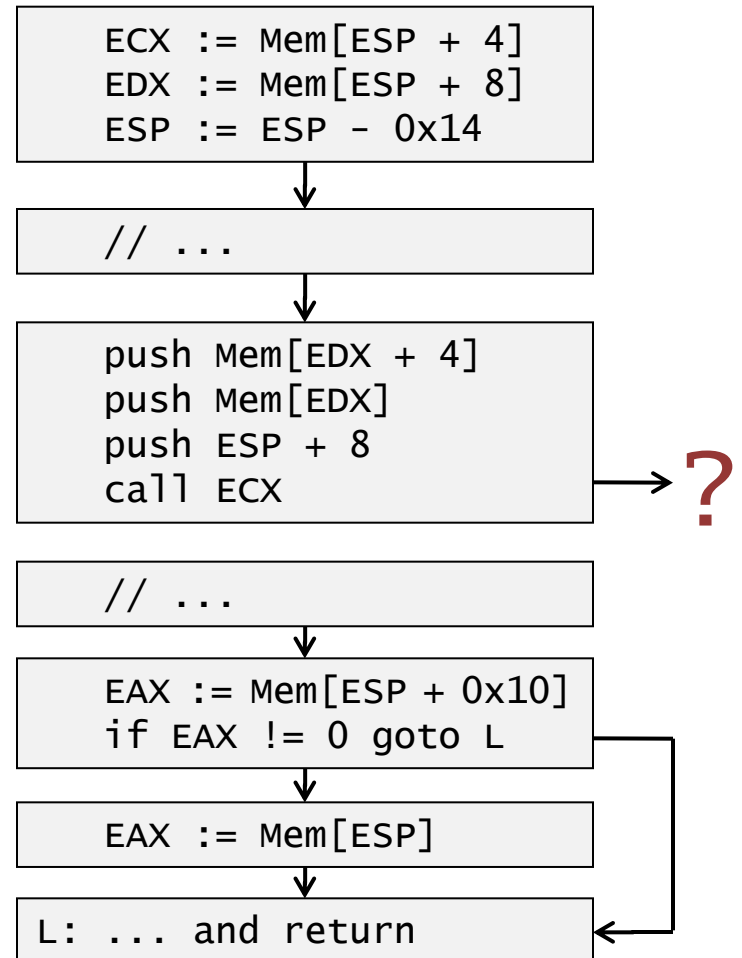 ECX := Mem[ESP + 4]
EDX := Mem[ESP + 8]
ESP := ESP - 0x14
// ...
push Mem[EDX + 4]
push Mem[EDX]
push ESP + 8
call ECX
?
// ...
EAX := Mem[ESP + 0x10]
if EAX != 0 goto L
EAX := Mem[ESP]
L: ... and return